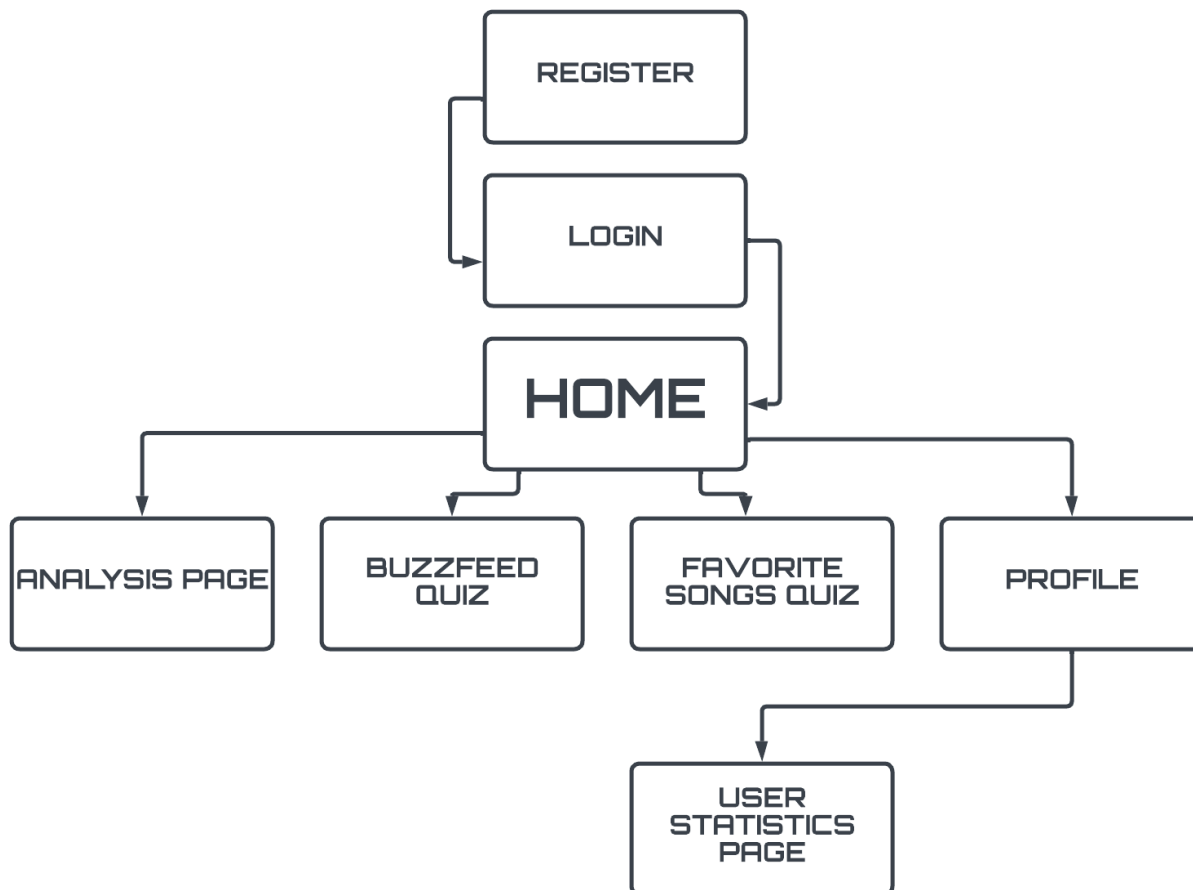 REGISTER
LOGIN
HOME
ANALYSIS PAGE
BUZZFEED
QUIZ
FAVORITE
SONGS QUIZ
PROFILE
USER
STATISTICS
PAGE